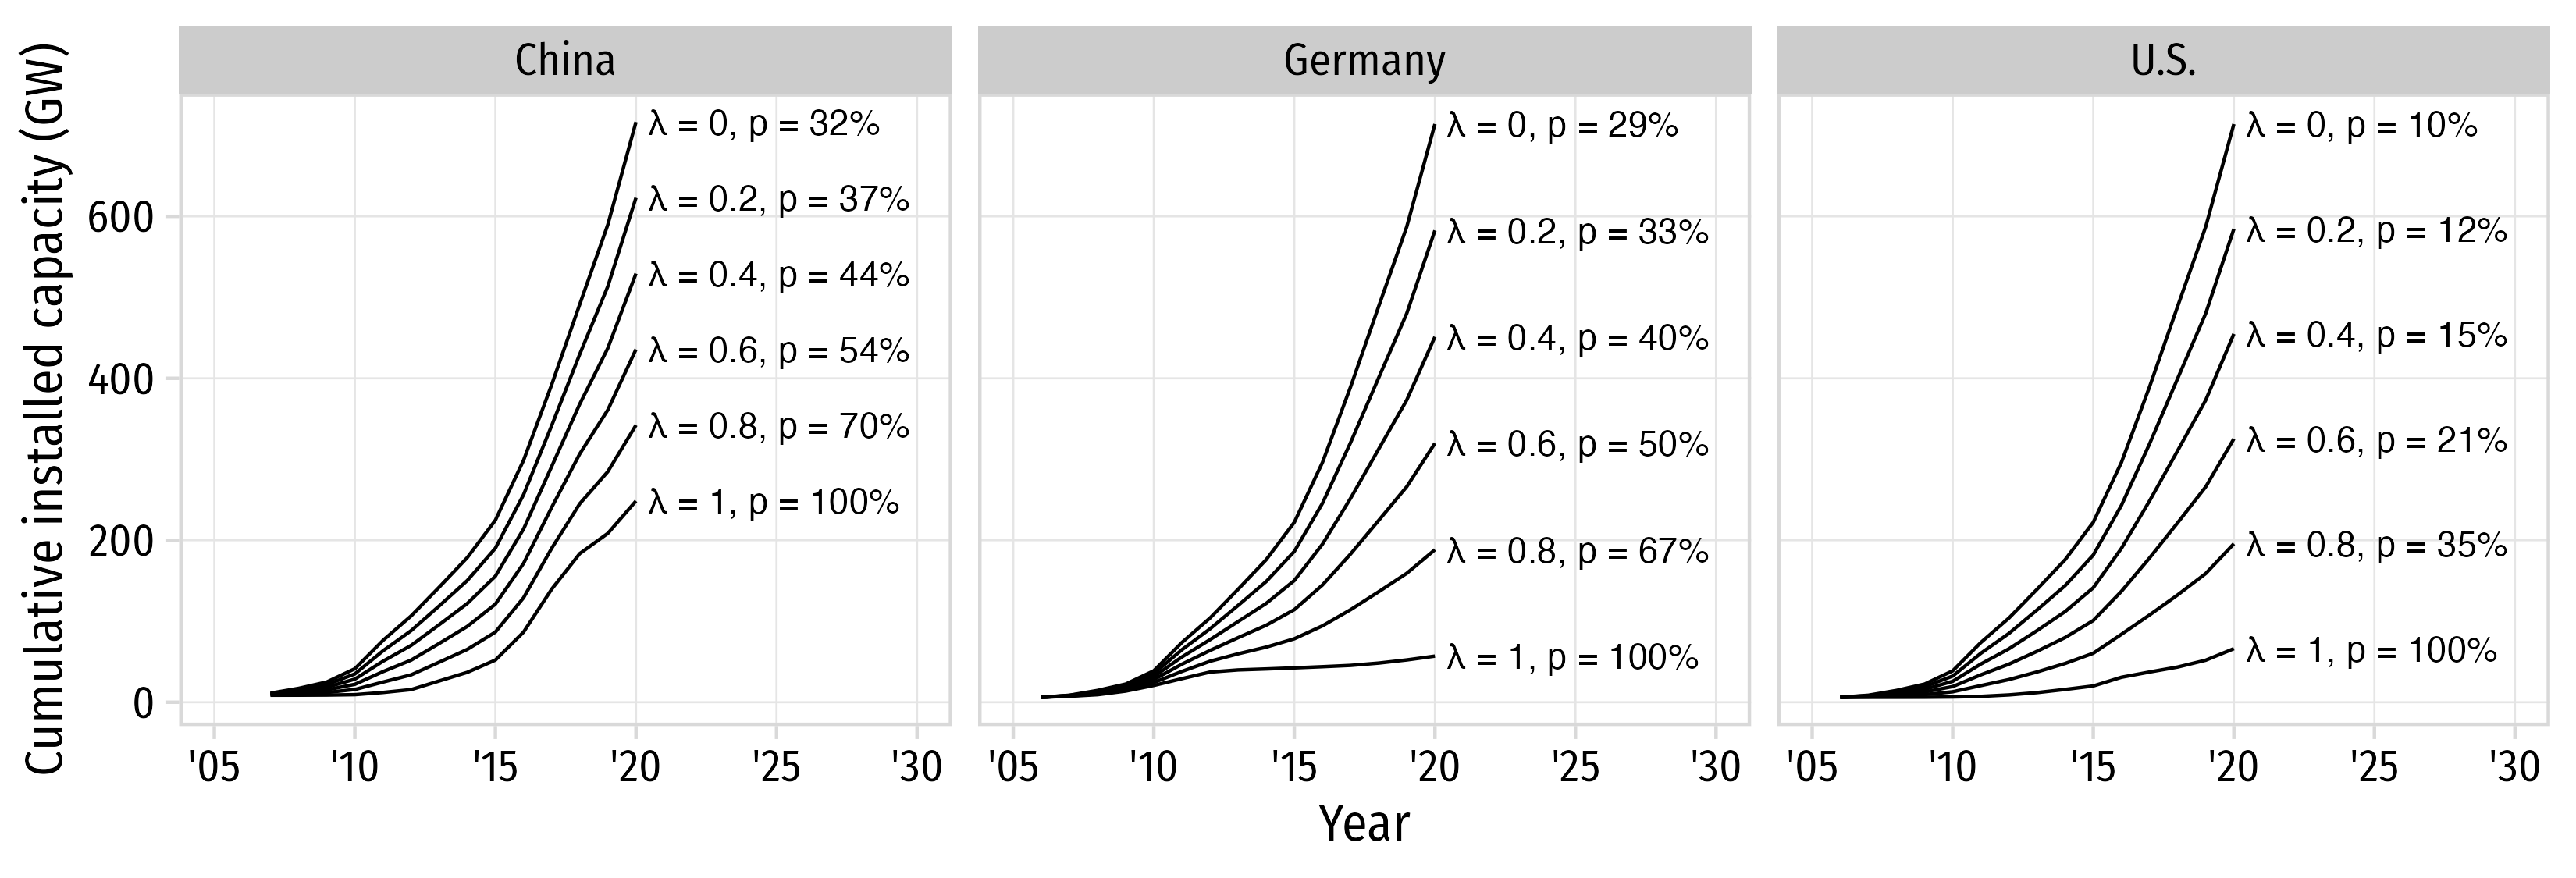 China
Germany
U.S.
Cumulative installed capacity (GW)
600
400
200
0
λ = 0, p = 32%
λ = 0.2, p = 37%
λ = 0.4, p = 44%
λ = 0.6, p = 54%
λ = 0.8, p = 70%
λ = 1, p = 100%
λ = 0, p = 29%
λ = 0.2, p = 33%
λ = 0.4, p = 40%
λ = 0.6, p = 50%
λ = 0.8, p = 67%
λ = 1, p = 100%
λ = 0, p = 10%
λ = 0.2, p = 12%
λ = 0.4, p = 15%
λ = 0.6, p = 21%
λ = 0.8, p = 35%
λ = 1, p = 100%
'05 '10 '15 '20 '25 '30
'05 '10 '15 '20 '25 '30
'05 '10 '15 '20 '25 '30
Year